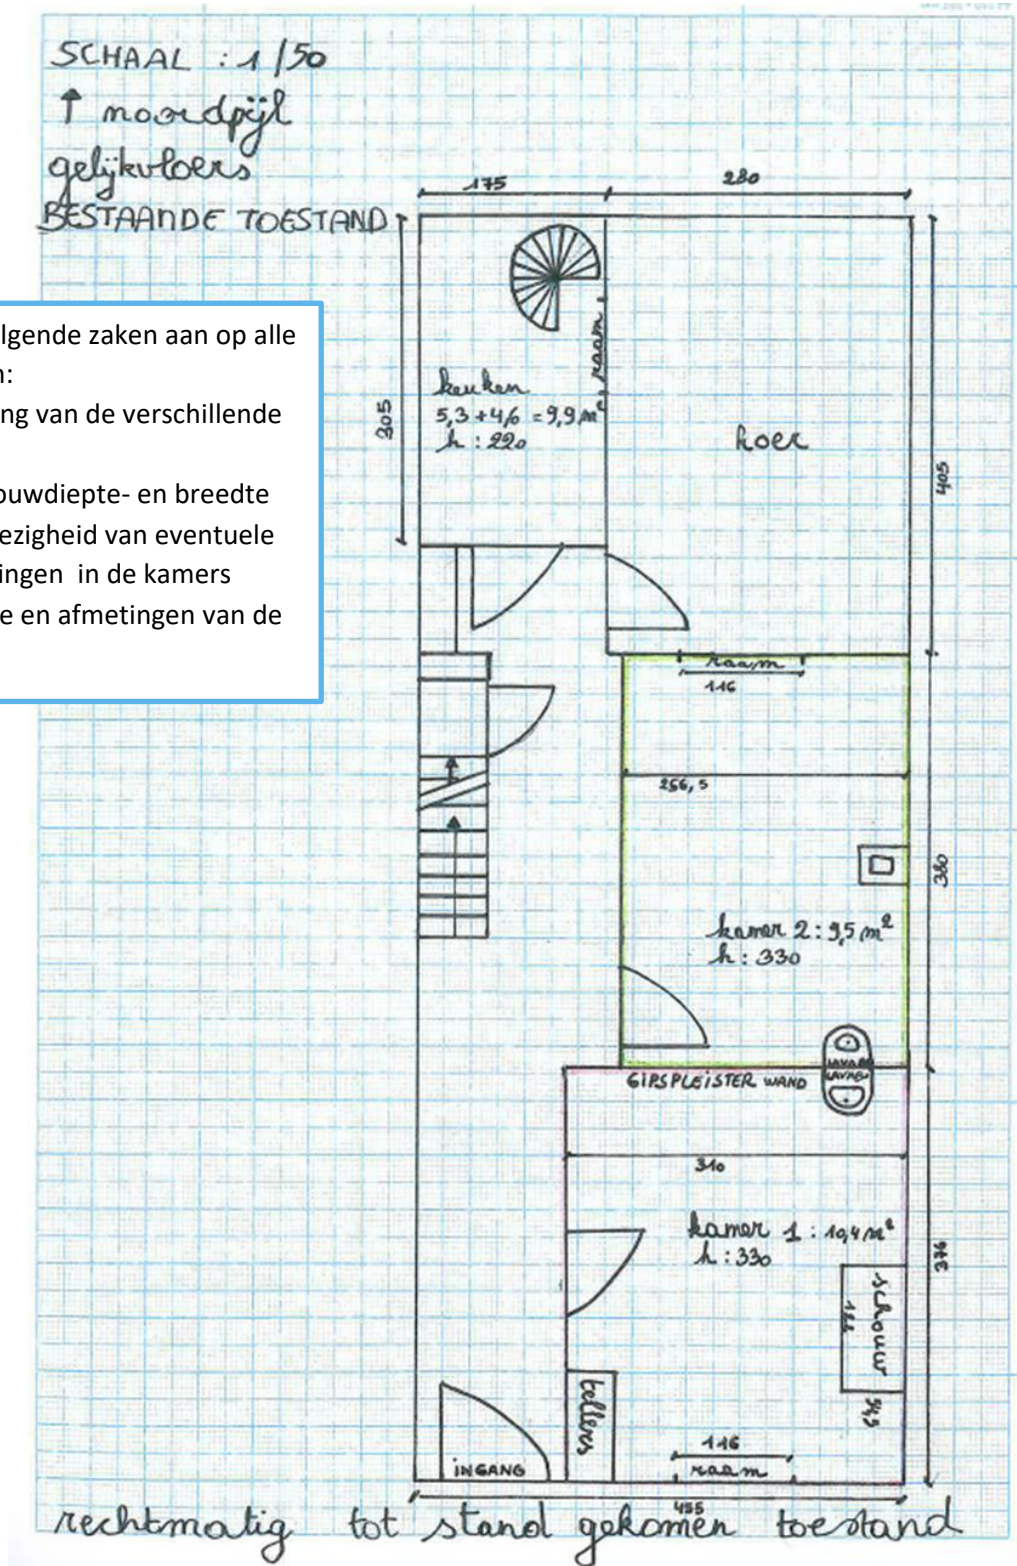 SCHAAL : 1/50
↑ noordpijl
gelijkvloers
BESTAANDE TOESTAND
lgende zaken aan op alle
n:
ng van de verschillende
ouwdiepte- en breedte
ezigheid van eventuele
ingen in de kamers
e en afmetingen van de
175
280
305
raam
keuken
5,3 + 4,6 = 9,9 m²
h : 220
koer
405
raam
116
256,5
380
kamer 2 : 9,5 m²
h : 330
LAVABO
LAVABO
GIPSPLEISTER WAND
310
kamer 1 : 10,4 m²
h : 330
376
schouw
tellers
INGANG
116
raam
455
rechtmatig tot stand gekomen toestand